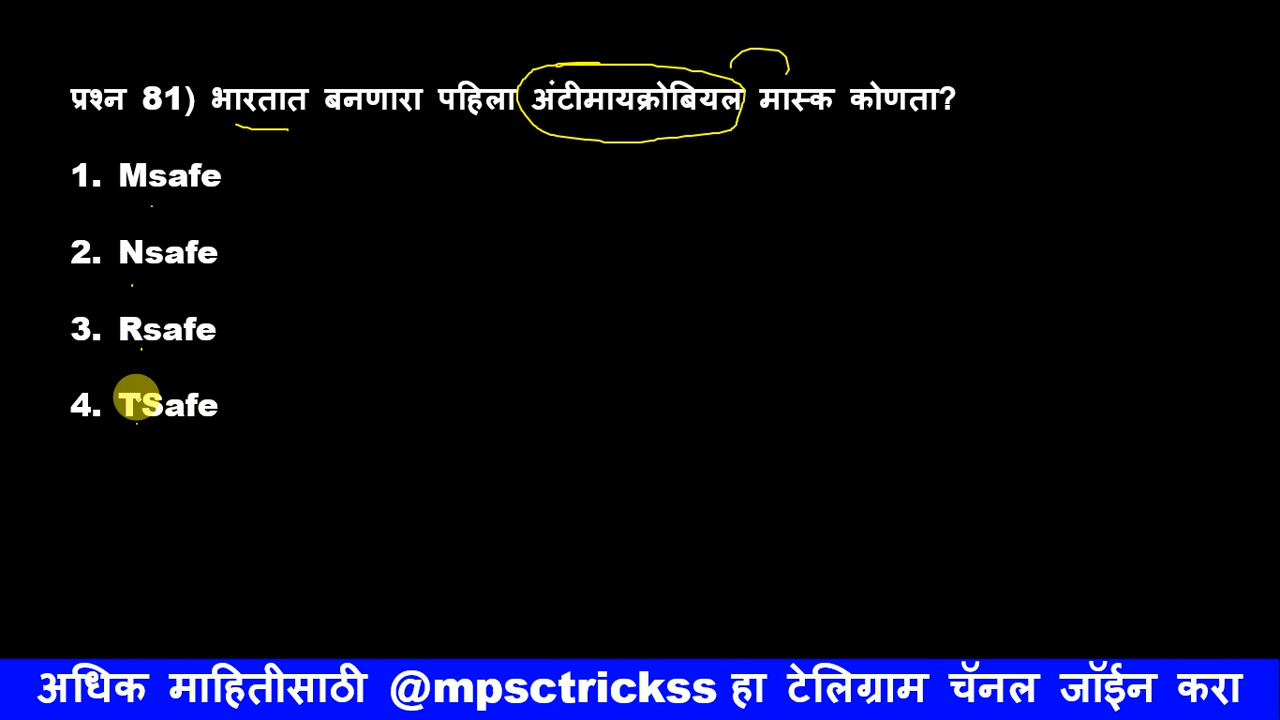 प्रश्न 81) भारतात बनणारा पहिला अंटीमायक्रोबियल मास्क कोणता?
1. Msafe
2. Nsafe
3. Rsafe
4. TSafe
अधिक माहितीसाठी @mpsctrickss हा टेलिग्राम चॅनल जॉईन करा